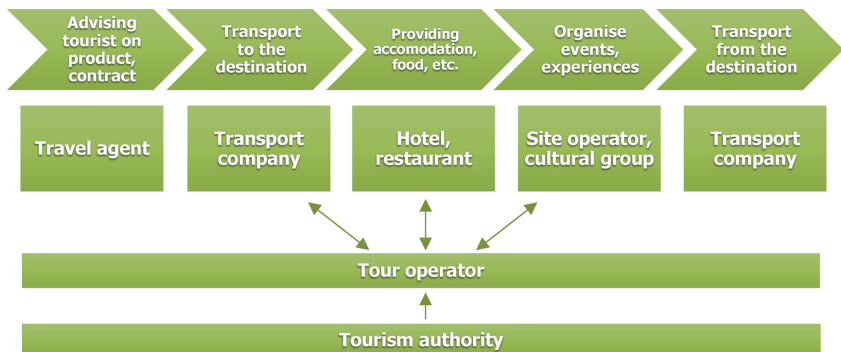 Advising
tourist on
product,
contract
Transport
to the
destination
Providing
accomodation,
food, etc.
Organise
events,
experiences
Transport
from the
destination
Travel agent
Transport
company
Hotel,
restaurant
Site operator,
cultural group
Transport
company
Tour operator
Tourism authority